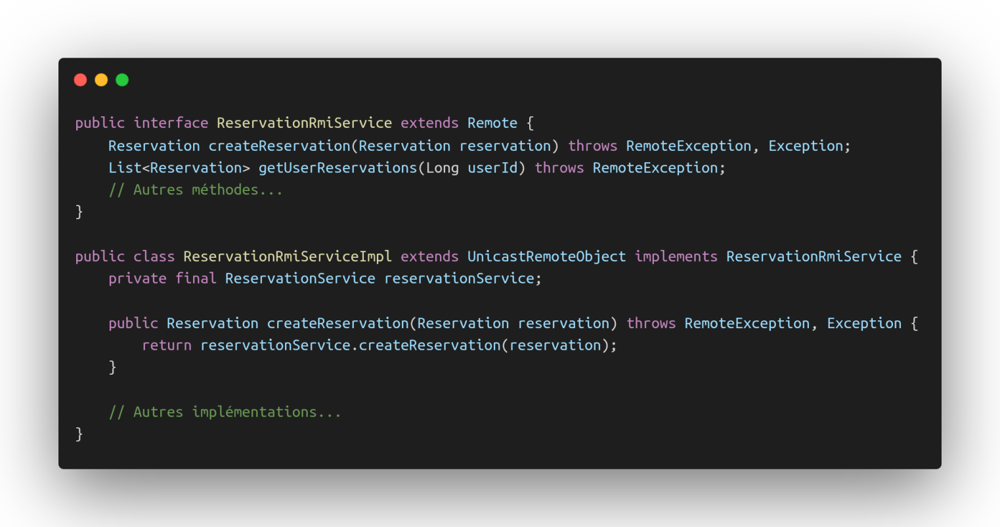 public interface ReservationRmiService extends Remote {
    Reservation createReservation(Reservation reservation) throws RemoteException, Exception;
    List<Reservation> getUserReservations(Long userId) throws RemoteException;
    // Autres méthodes...
}

public class ReservationRmiServiceImpl extends UnicastRemoteObject implements ReservationRmiService {
    private final ReservationService reservationService;

    public Reservation createReservation(Reservation reservation) throws RemoteException, Exception {
        return reservationService.createReservation(reservation);
    }

    // Autres implémentations...
}